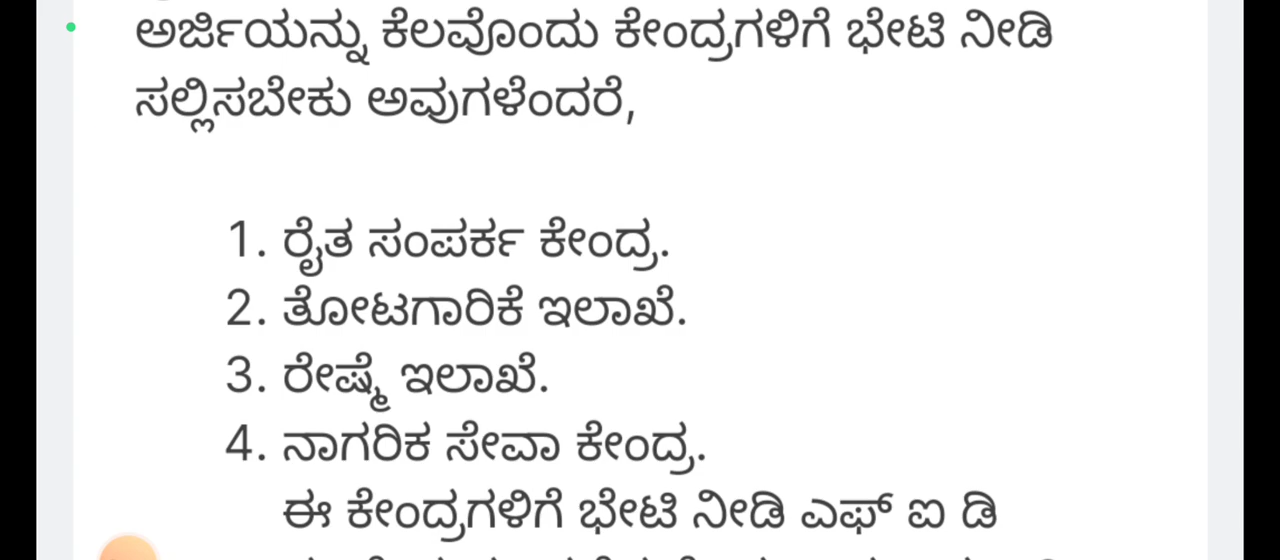 ಅರ್ಜಿಯನ್ನು ಕೆಲವೊಂದು ಕೇಂದ್ರಗಳಿಗೆ ಭೇಟಿ ನೀಡಿ
ಸಲ್ಲಿಸಬೇಕು ಅವುಗಳೆಂದರೆ,
1. ರೈತ ಸಂಪರ್ಕ ಕೇಂದ್ರ.
2. ತೋಟಗಾರಿಕೆ ಇಲಾಖೆ.
3. ರೇಷ್ಮೆ ಇಲಾಖೆ.
4. ನಾಗರಿಕ ಸೇವಾ ಕೇಂದ್ರ.
ಈ ಕೇಂದ್ರಗಳಿಗೆ ಭೇಟಿ ನೀಡಿ ಎಫ್ ಐ ಡಿ